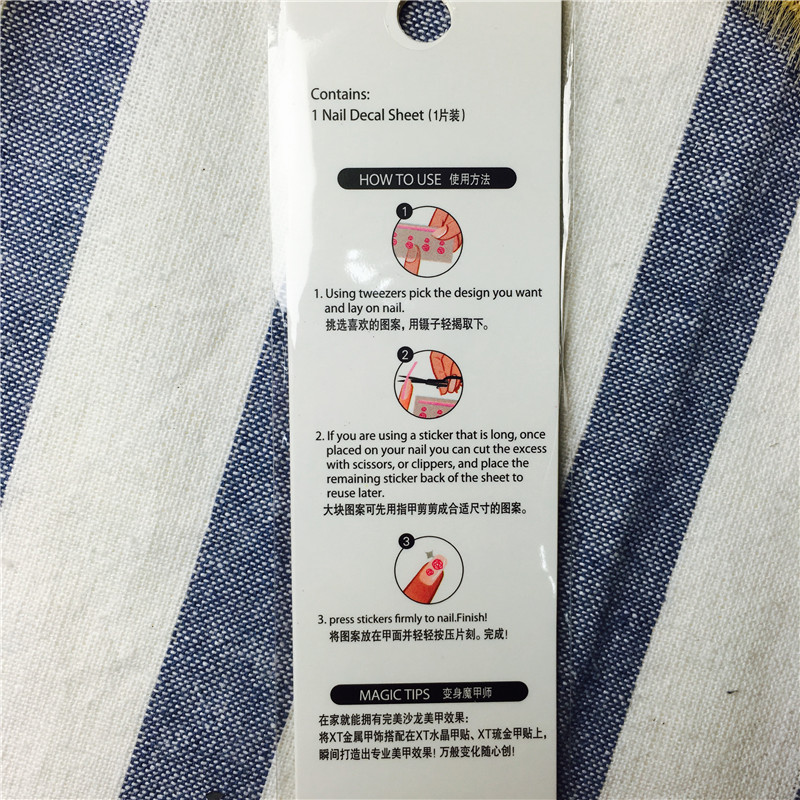 Contains:
1 Nail Decal Sheet (1片装)
HOW TO USE 使用方法
1
1. Using tweezers pick the design you want
and lay on nail.
挑选喜欢的图案，用镊子轻揭取下。
2
2. If you are using a sticker that is long, once
placed on your nail you can cut the excess
with scissors, or clippers, and place the
remaining sticker back of the sheet to
reuse later.
大块图案可先用指甲剪剪成合适尺寸的图案。
3
3. press stickers firmly to nail.Finish!
将图案放在甲面并轻轻按压片刻。完成!
MAGIC TIPS 变身魔甲师
在家就能拥有完美沙龙美甲效果:
将XT金属甲饰搭配在XT水晶甲贴、XT琉金甲贴上,
瞬间打造出专业美甲效果! 万般变化随心创!